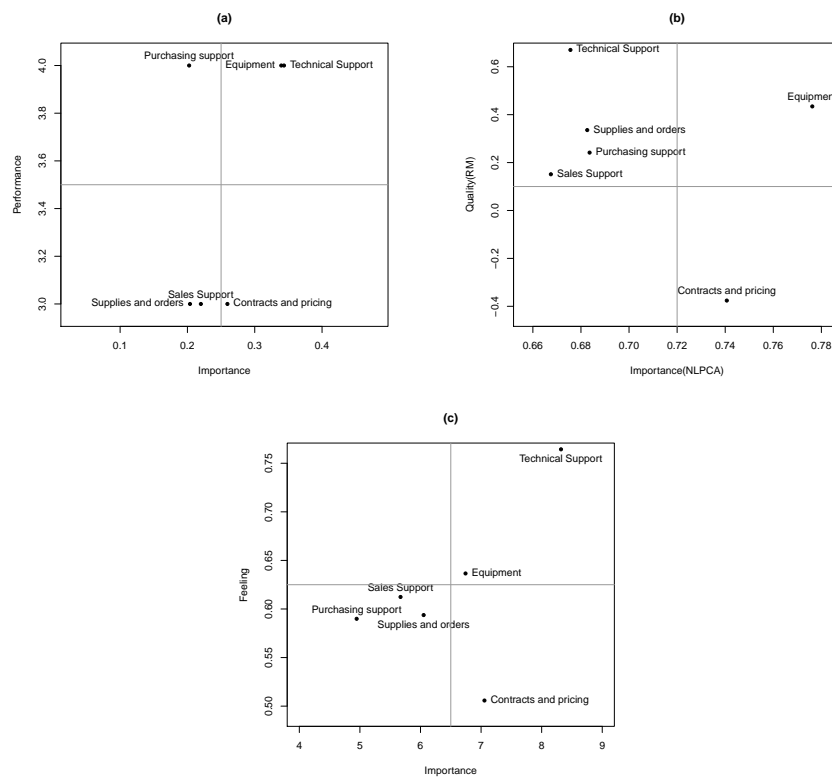 (a)
Performance
4.0
3.8
3.6
3.4
3.2
3.0
Purchasing support
Equipment
Technical Support
Sales Support
Supplies and orders
Contracts and pricing
0.1 0.2 0.3 0.4
Importance
(b)
Quality(RM)
0.6
0.4
0.2
0.0
−0.2
−0.4
Technical Support
Equipmen
Supplies and orders
Purchasing support
Sales Support
Contracts and pricing
0.66 0.68 0.70 0.72 0.74 0.76 0.78
Importance(NLPCA)
(c)
Feeling
0.75
0.70
0.65
0.60
0.55
0.50
Technical Support
Equipment
Sales Support
Purchasing support
Supplies and orders
Contracts and pricing
4 5 6 7 8 9
Importance